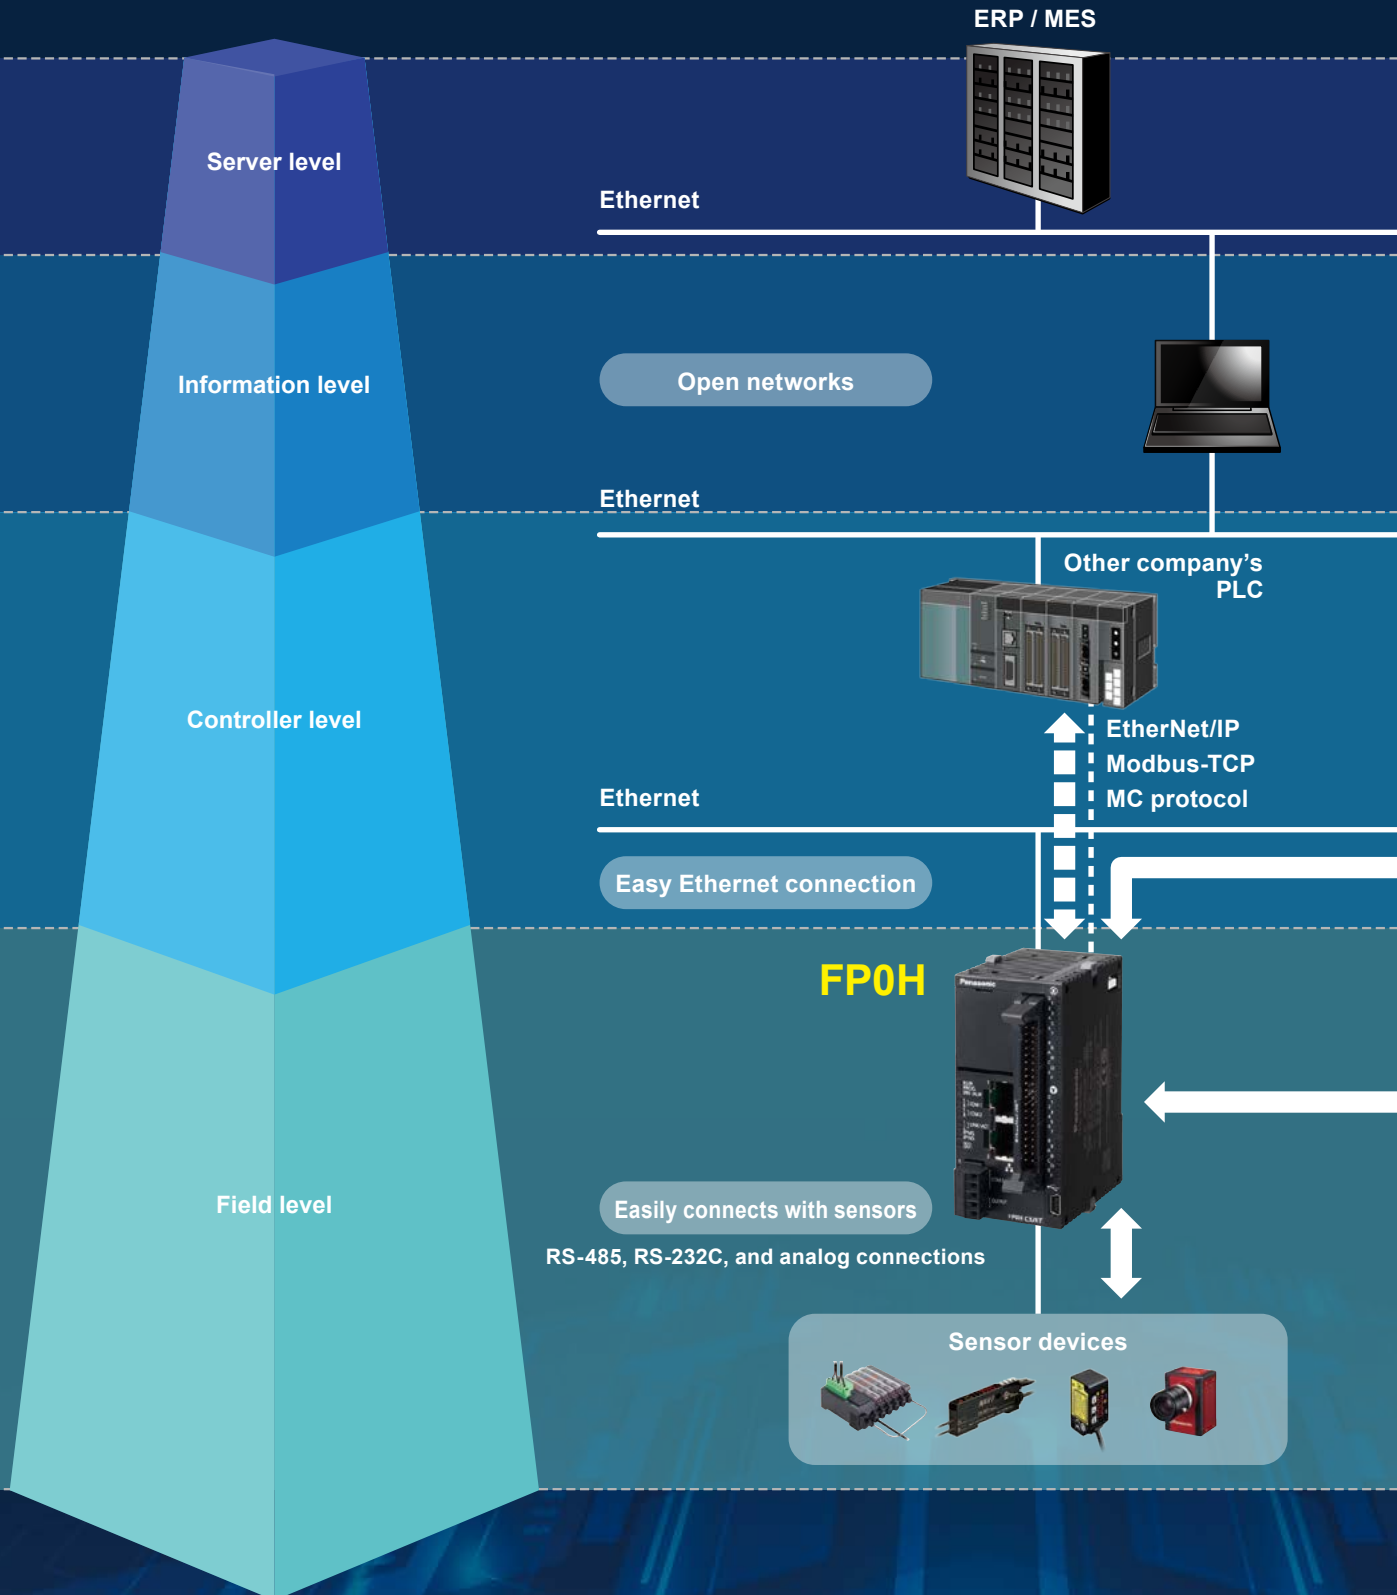 ERP / MES
Server level
Ethernet
Information level
Open networks
Ethernet
Other company’s
PLC
Controller level
EtherNet/IP
Modbus-TCP
MC protocol
Ethernet
Easy Ethernet connection
FP0H
Panasonic
Field level
Easily connects with sensors
RS-485, RS-232C, and analog connections
Sensor devices